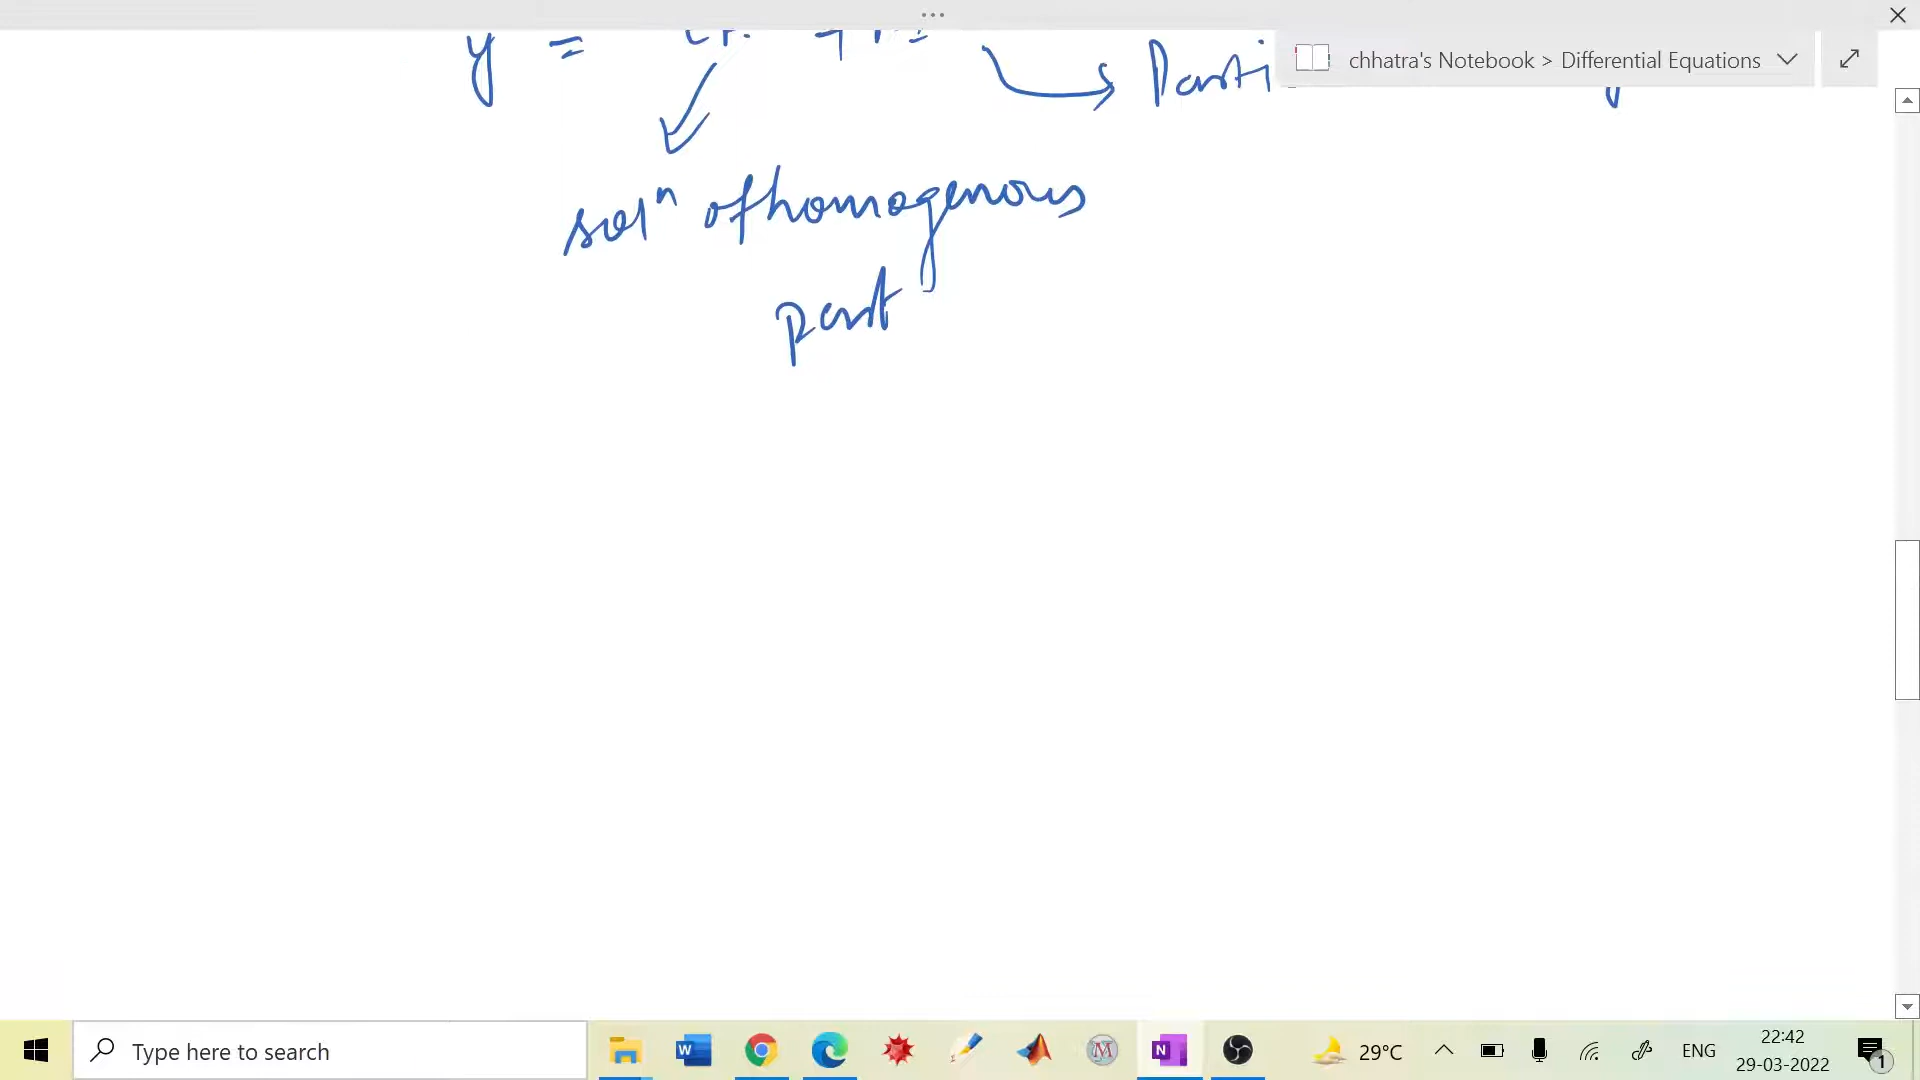 y = C.F. + P.I
Parti
chhatra's Notebook > Differential Equations
solⁿ of homogenous
part
Type here to search
29°C
ENG
22:42
29-03-2022
1